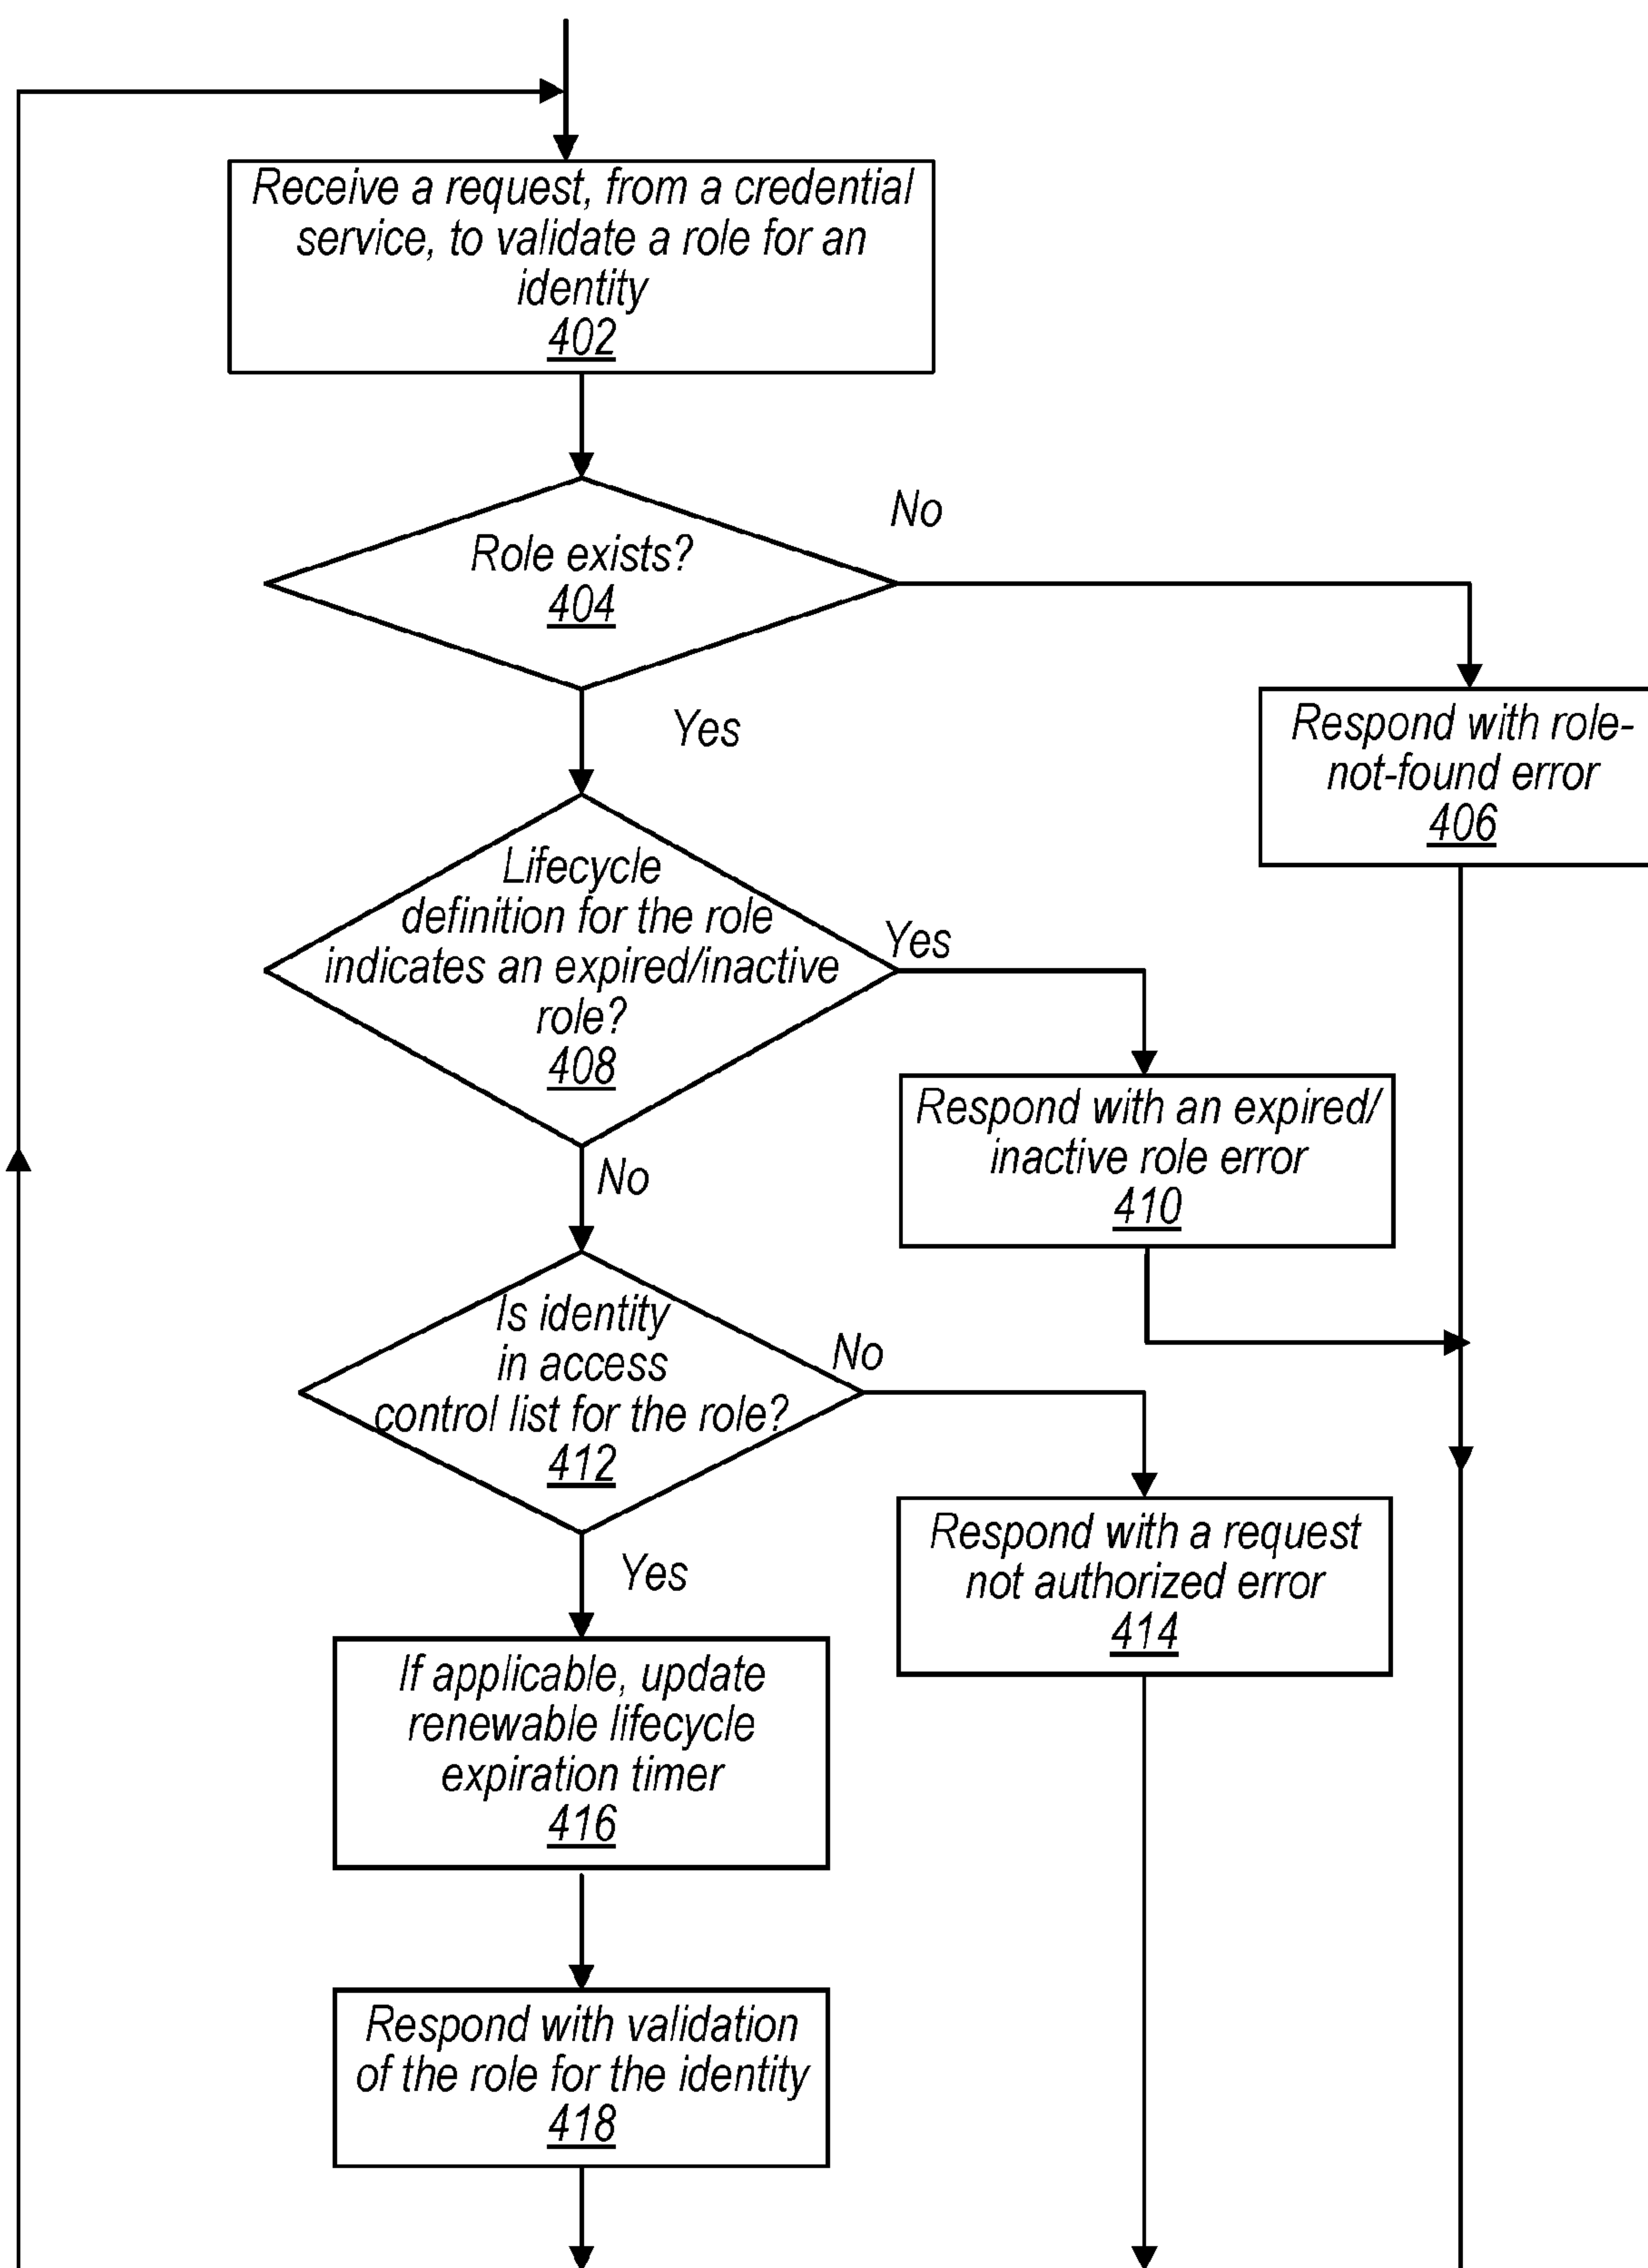 Receive a request, from a credential
service, to validate a role for an
identity
402
No
Role exists?
404
Yes
Respond with role-
not-found error
406
Lifecycle
definition for the role
indicates an expired/inactive
role?
408
Yes
Respond with an expired/
inactive role error
410
No
Is identity
in access
control list for the role?
412
No
Respond with a request
not authorized error
414
Yes
If applicable, update
renewable lifecycle
expiration timer
416
Respond with validation
of the role for the identity
418